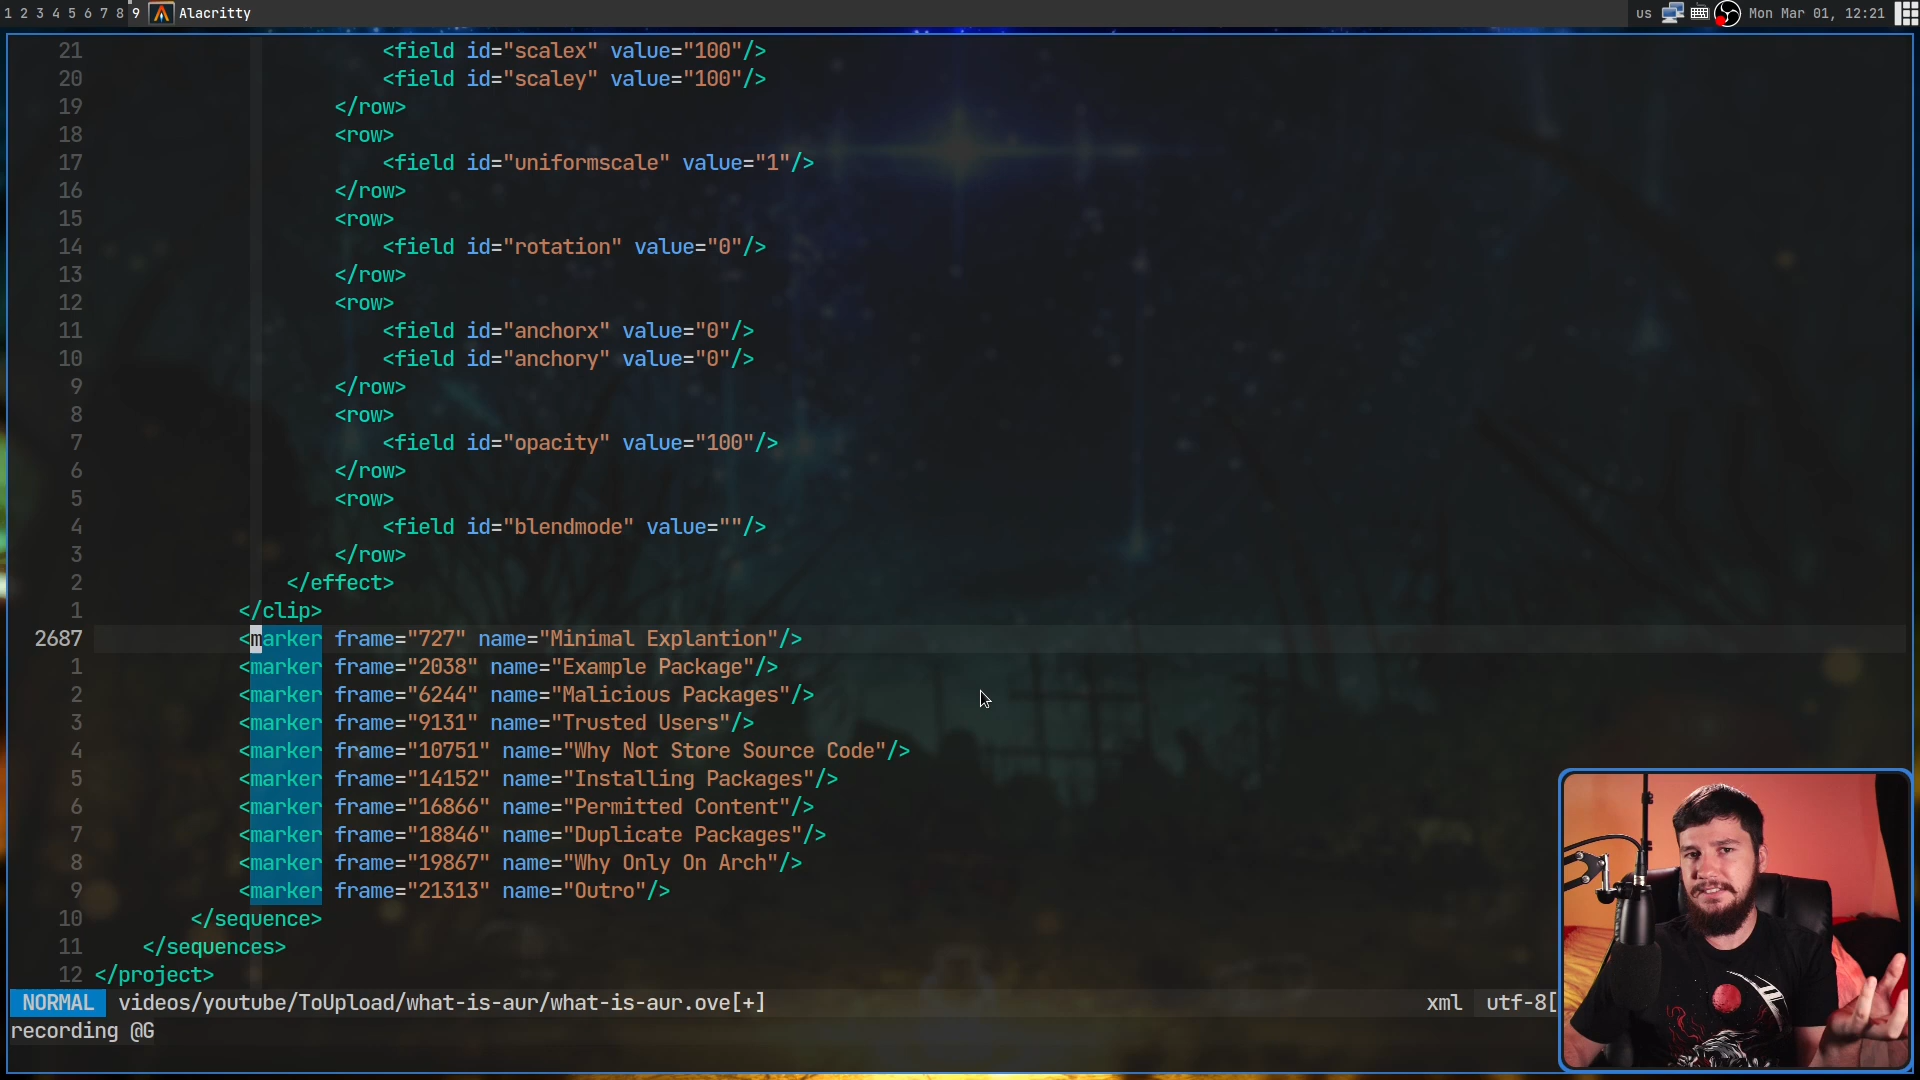 1 2 3 4 5 6 7 8 9 Alacritty us Mon Mar 01, 12:21
21 <field id="scalex" value="100"/>
20 <field id="scaley" value="100"/>
19 </row>
18 <row>
17 <field id="uniformscale" value="1"/>
16 </row>
15 <row>
14 <field id="rotation" value="0"/>
13 </row>
12 <row>
11 <field id="anchorx" value="0"/>
10 <field id="anchory" value="0"/>
9 </row>
8 <row>
7 <field id="opacity" value="100"/>
6 </row>
5 <row>
4 <field id="blendmode" value=""/>
3 </row>
2 </effect>
1 </clip>
2687 <marker frame="727" name="Minimal Explantion"/>
1 <marker frame="2038" name="Example Package"/>
2 <marker frame="6244" name="Malicious Packages"/>
3 <marker frame="9131" name="Trusted Users"/>
4 <marker frame="10751" name="Why Not Store Source Code"/>
5 <marker frame="14152" name="Installing Packages"/>
6 <marker frame="16866" name="Permitted Content"/>
7 <marker frame="18846" name="Duplicate Packages"/>
8 <marker frame="19867" name="Why Only On Arch"/>
9 <marker frame="21313" name="Outro"/>
10 </sequence>
11 </sequences>
12 </project>
NORMAL videos/youtube/ToUpload/what-is-aur/what-is-aur.ove[+] xml utf-8[
recording @G